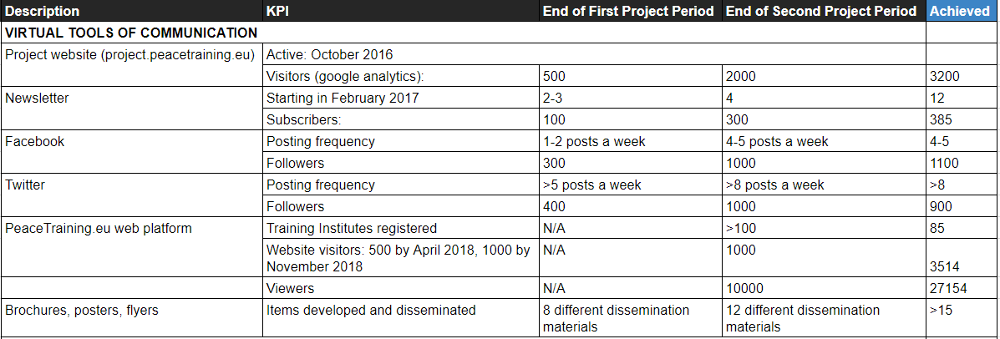 Description KPI End of First Project Period End of Second Project Period Achieved
VIRTUAL TOOLS OF COMMUNICATION
Project website (project.peacetraining.eu) Active: October 2016
Visitors (google analytics): 500 2000 3200
Newsletter Starting in February 2017 2-3 4 12
Subscribers: 100 300 385
Facebook Posting frequency 1-2 posts a week 4-5 posts a week 4-5
Followers 300 1000 1100
Twitter Posting frequency >5 posts a week >8 posts a week >8
Followers 400 1000 900
PeaceTraining.eu web platform Training Institutes registered N/A >100 85
Website visitors: 500 by April 2018, 1000 by N/A 1000
November 2018 3514
Viewers N/A 10000 27154
Brochures, posters, flyers Items developed and disseminated 8 different dissemination 12 different dissemination >15
materials materials